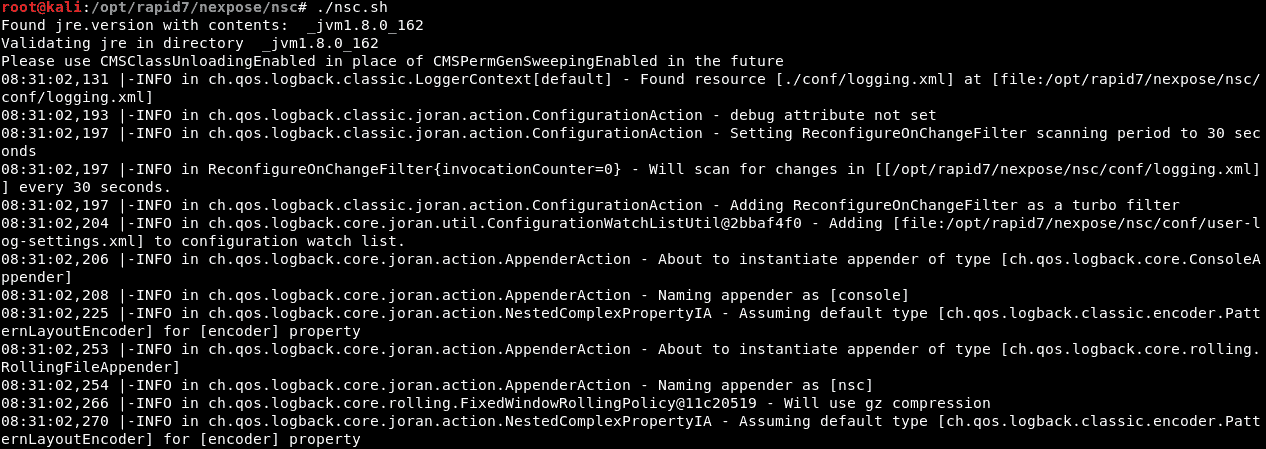 root@kali:/opt/rapid7/nexpose/nsc# ./nsc.sh
Found jre.version with contents:  _jvm1.8.0_162
Validating jre in directory  _jvm1.8.0_162
Please use CMSClassUnloadingEnabled in place of CMSPermGenSweepingEnabled in the future
08:31:02,131 |-INFO in ch.qos.logback.classic.LoggerContext[default] - Found resource [./conf/logging.xml] at [file:/opt/rapid7/nexpose/nsc/
conf/logging.xml]
08:31:02,193 |-INFO in ch.qos.logback.classic.joran.action.ConfigurationAction - debug attribute not set
08:31:02,197 |-INFO in ch.qos.logback.classic.joran.action.ConfigurationAction - Setting ReconfigureOnChangeFilter scanning period to 30 sec
onds
08:31:02,197 |-INFO in ReconfigureOnChangeFilter{invocationCounter=0} - Will scan for changes in [[/opt/rapid7/nexpose/nsc/conf/logging.xml]
] every 30 seconds.
08:31:02,197 |-INFO in ch.qos.logback.classic.joran.action.ConfigurationAction - Adding ReconfigureOnChangeFilter as a turbo filter
08:31:02,204 |-INFO in ch.qos.logback.core.joran.util.ConfigurationWatchListUtil@2bbaf4f0 - Adding [file:/opt/rapid7/nexpose/nsc/conf/user-l
og-settings.xml] to configuration watch list.
08:31:02,206 |-INFO in ch.qos.logback.core.joran.action.AppenderAction - About to instantiate appender of type [ch.qos.logback.core.ConsoleA
ppender]
08:31:02,208 |-INFO in ch.qos.logback.core.joran.action.AppenderAction - Naming appender as [console]
08:31:02,225 |-INFO in ch.qos.logback.core.joran.action.NestedComplexPropertyIA - Assuming default type [ch.qos.logback.classic.encoder.Patt
ernLayoutEncoder] for [encoder] property
08:31:02,253 |-INFO in ch.qos.logback.core.joran.action.AppenderAction - About to instantiate appender of type [ch.qos.logback.core.rolling.
RollingFileAppender]
08:31:02,254 |-INFO in ch.qos.logback.core.joran.action.AppenderAction - Naming appender as [nsc]
08:31:02,266 |-INFO in ch.qos.logback.core.rolling.FixedWindowRollingPolicy@11c20519 - Will use gz compression
08:31:02,270 |-INFO in ch.qos.logback.core.joran.action.NestedComplexPropertyIA - Assuming default type [ch.qos.logback.classic.encoder.Patt
ernLayoutEncoder] for [encoder] property